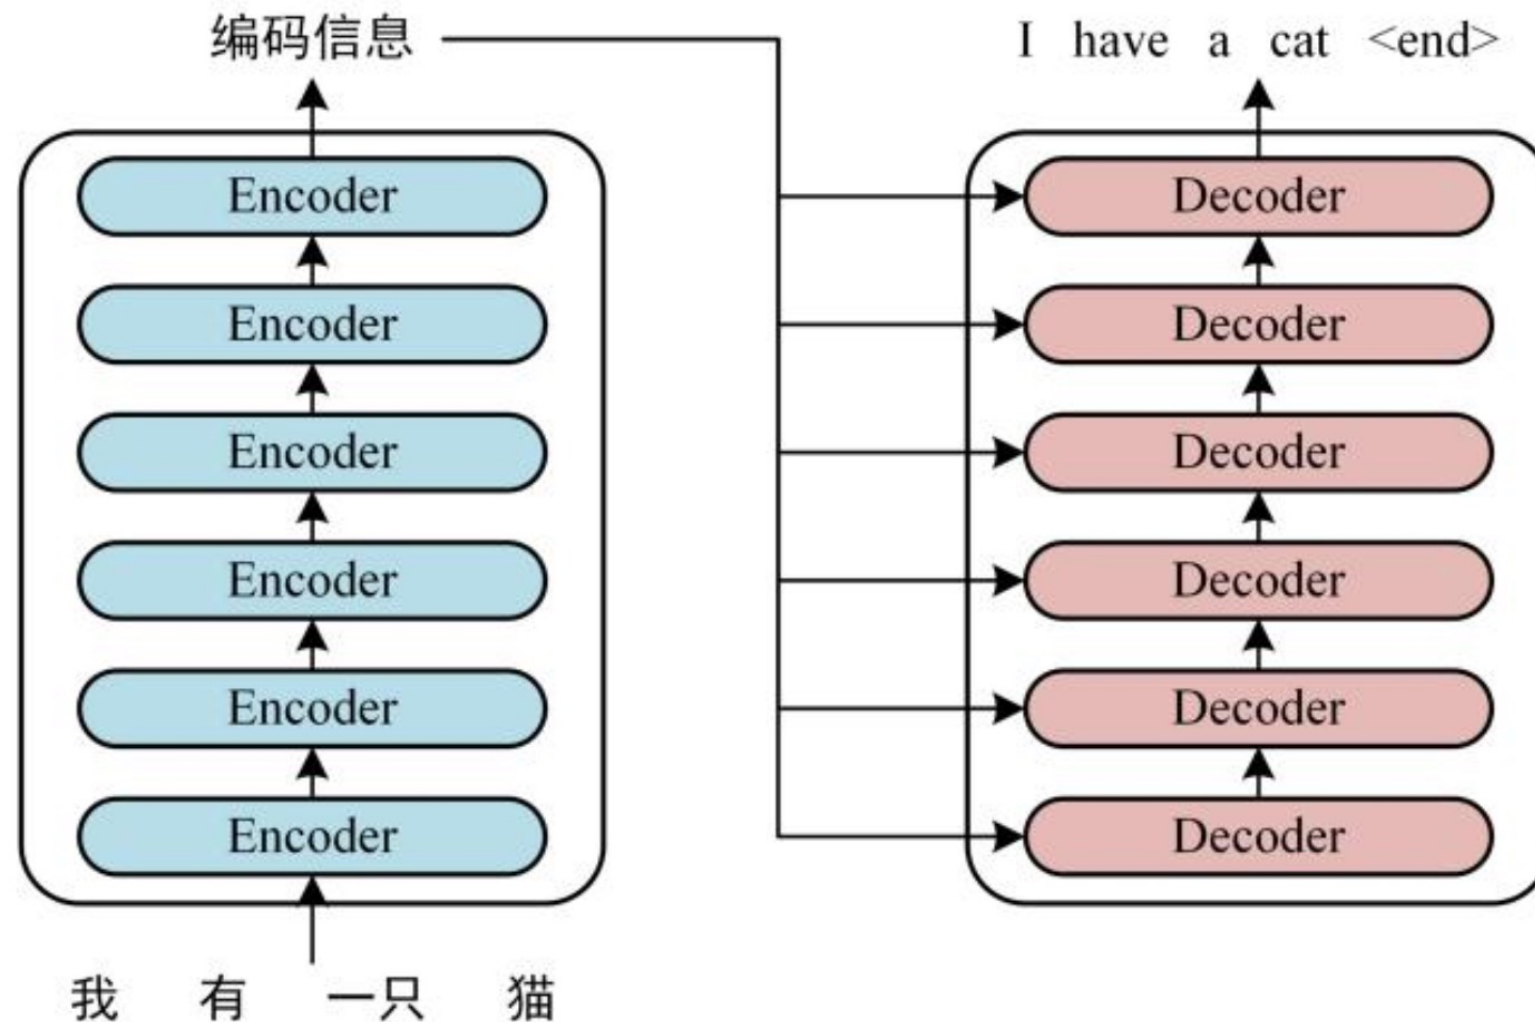 编码信息
Encoder
Encoder
Encoder
Encoder
Encoder
Encoder
我 有 一只 猫
I have a cat <end>
Decoder
Decoder
Decoder
Decoder
Decoder
Decoder